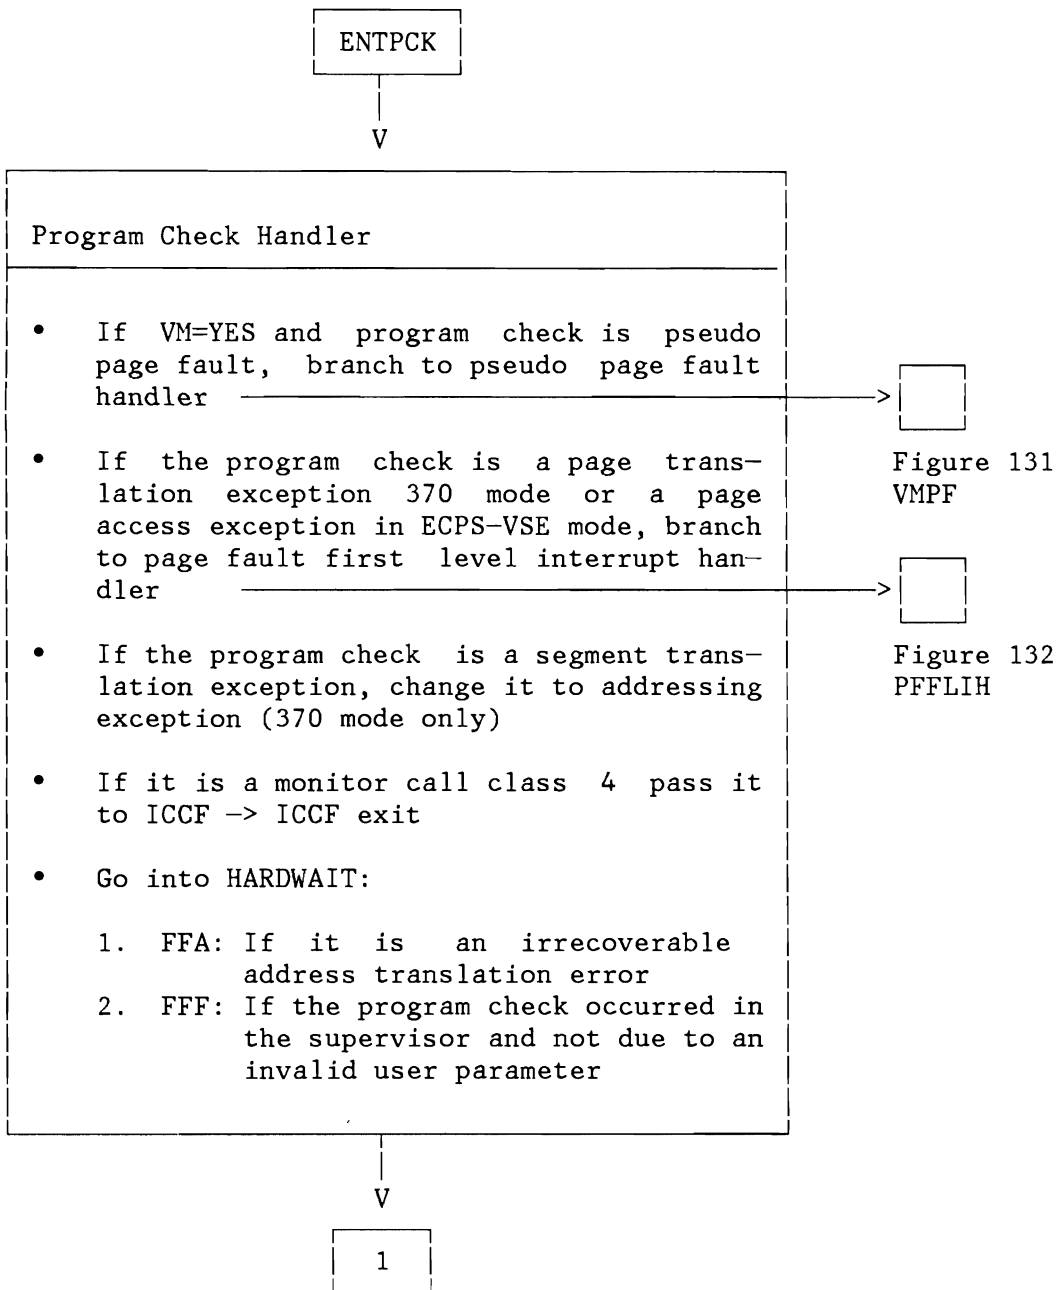 ENTPCK
V
Program Check Handler
• If VM=YES and program check is pseudo
page fault, branch to pseudo page fault
handler ———>
Figure 131
VMPF
• If the program check is a page trans—
lation exception 370 mode or a page
access exception in ECPS—VSE mode, branch
to page fault first level interrupt han—
dler ———>
Figure 132
PFFLIH
• If the program check is a segment trans—
lation exception, change it to addressing
exception (370 mode only)
• If it is a monitor call class 4 pass it
to ICCF —> ICCF exit
• Go into HARDWAIT:
1. FFA: If it is an irrecoverable
address translation error
2. FFF: If the program check occurred in
the supervisor and not due to an
invalid user parameter
V
1